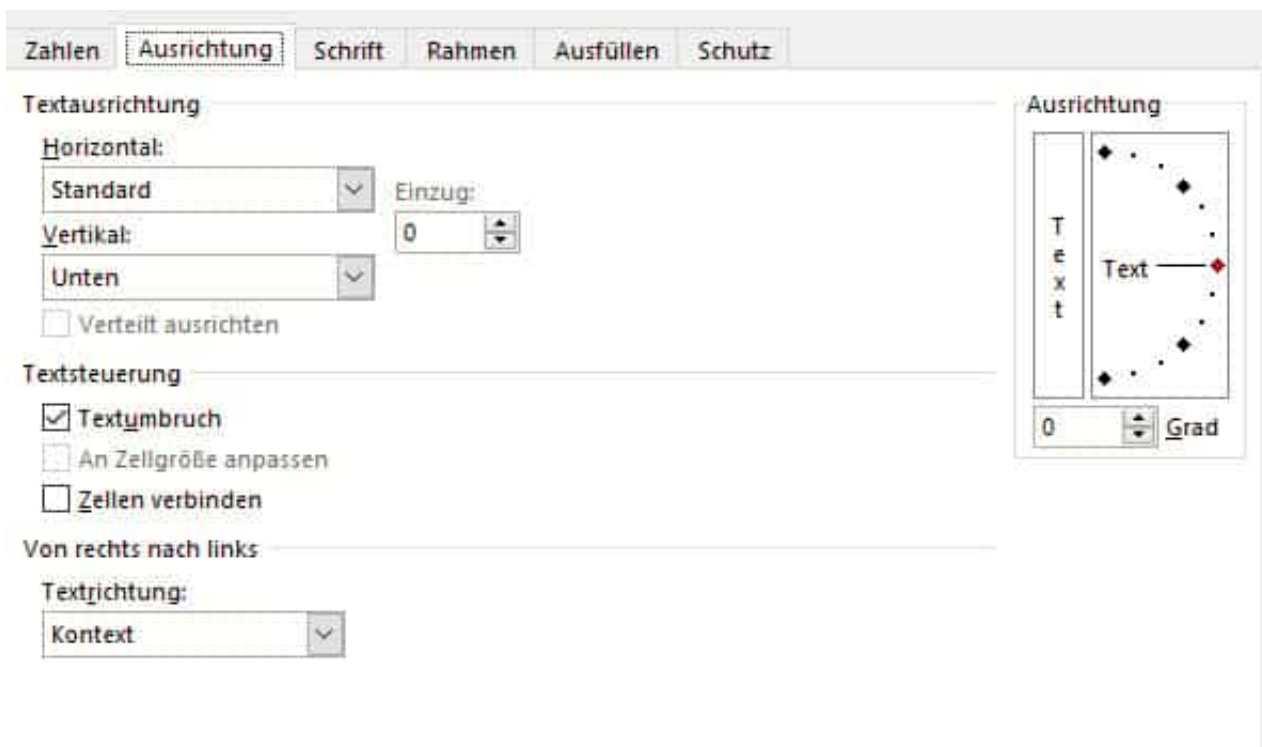 Zahlen Ausrichtung Schrift Rahmen Ausfüllen Schutz
Textausrichtung
Horizontal:
Standard
Einzug:
0
Vertikal:
Unten
Verteilt ausrichten
Textsteuerung
Textumbruch
An Zellgröße anpassen
Zellen verbinden
Von rechts nach links
Textrichtung:
Kontext
Ausrichtung
T
e
x
t
Text
0 Grad